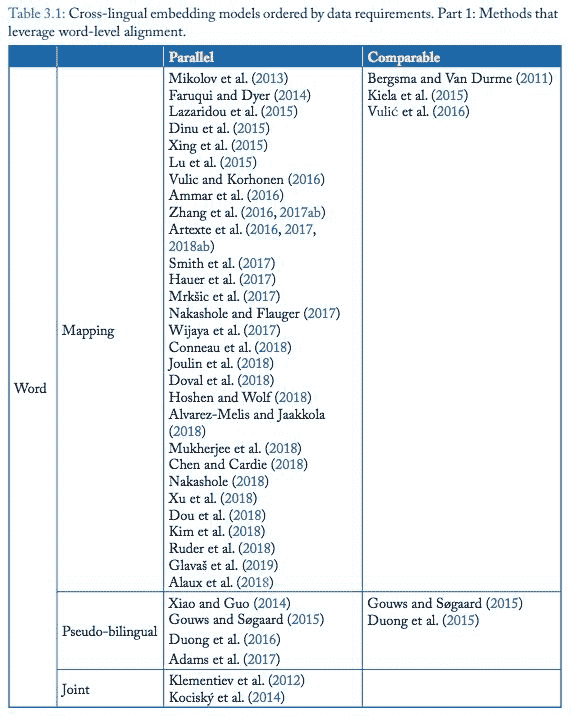 Table 3.1: Cross-lingual embedding models ordered by data requirements. Part 1: Methods that
leverage word-level alignment.
Parallel
Comparable
Word
Mapping
Mikolov et al. (2013)
Faruqui and Dyer (2014)
Lazaridou et al. (2015)
Dinu et al. (2015)
Xing et al. (2015)
Lu et al. (2015)
Vulic and Korhonen (2016)
Ammar et al. (2016)
Zhang et al. (2016, 2017ab)
Artexte et al. (2016, 2017,
2018ab)
Smith et al. (2017)
Hauer et al. (2017)
Mrkšic et al. (2017)
Nakashole and Flauger (2017)
Wijaya et al. (2017)
Conneau et al. (2018)
Joulin et al. (2018)
Doval et al. (2018)
Hoshen and Wolf (2018)
Alvarez-Melis and Jaakkola
(2018)
Mukherjee et al. (2018)
Chen and Cardie (2018)
Nakashole (2018)
Xu et al. (2018)
Dou et al. (2018)
Kim et al. (2018)
Ruder et al. (2018)
Glavaš et al. (2019)
Alaux et al. (2018)
Bergsma and Van Durme (2011)
Kiela et al. (2015)
Vulić et al. (2016)
Pseudo-bilingual
Xiao and Guo (2014)
Gouws and Søgaard (2015)
Duong et al. (2016)
Adams et al. (2017)
Gouws and Søgaard (2015)
Duong et al. (2015)
Joint
Klementiev et al. (2012)
Kociský et al. (2014)